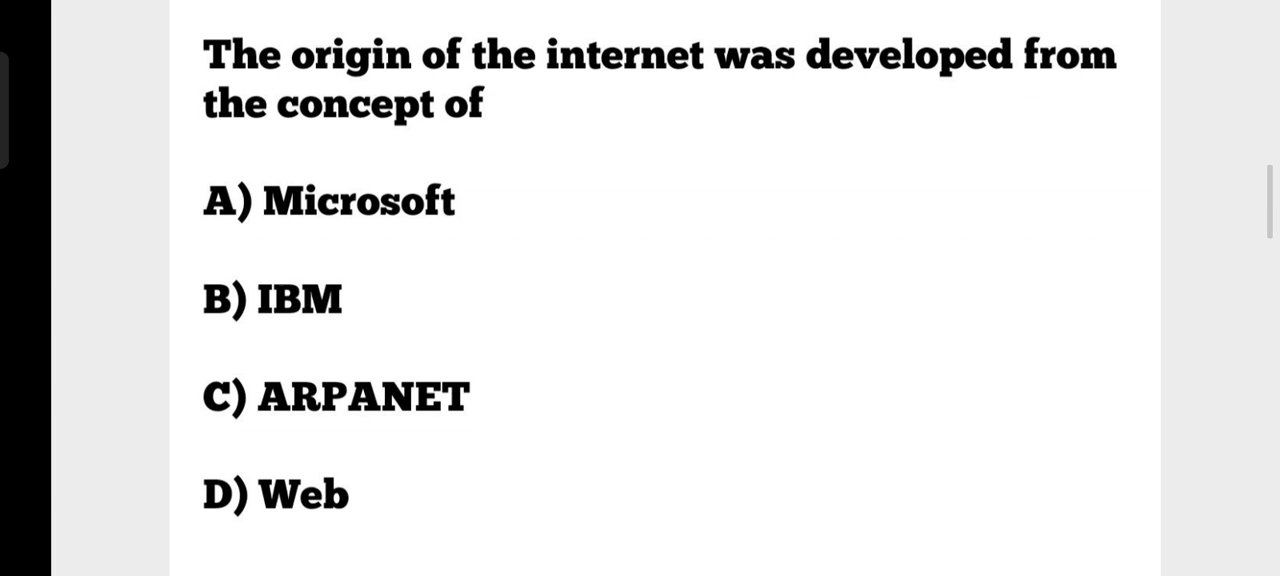 The origin of the internet was developed from
the concept of
A) Microsoft
B) IBM
C) ARPANET
D) Web